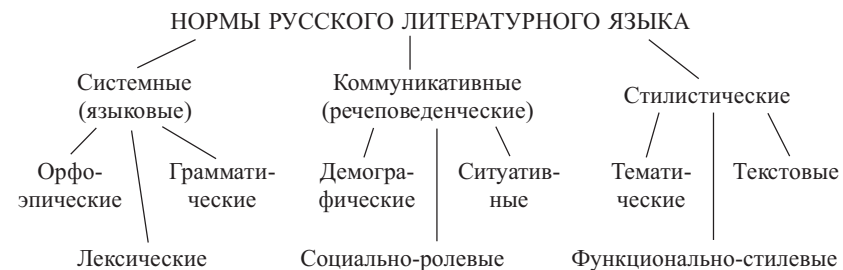 НОРМЫ РУССКОГО ЛИТЕРАТУРНОГО ЯЗЫКА
Системные
(языковые)
Коммуникативные
(речеповеденческие)
Стилистические
Орфо-
эпические
Граммати-
ческие
Демогра-
фические
Ситуатив-
ные
Темати-
ческие
Текстовые
Лексические
Социально-ролевые
Функционально-стилевые